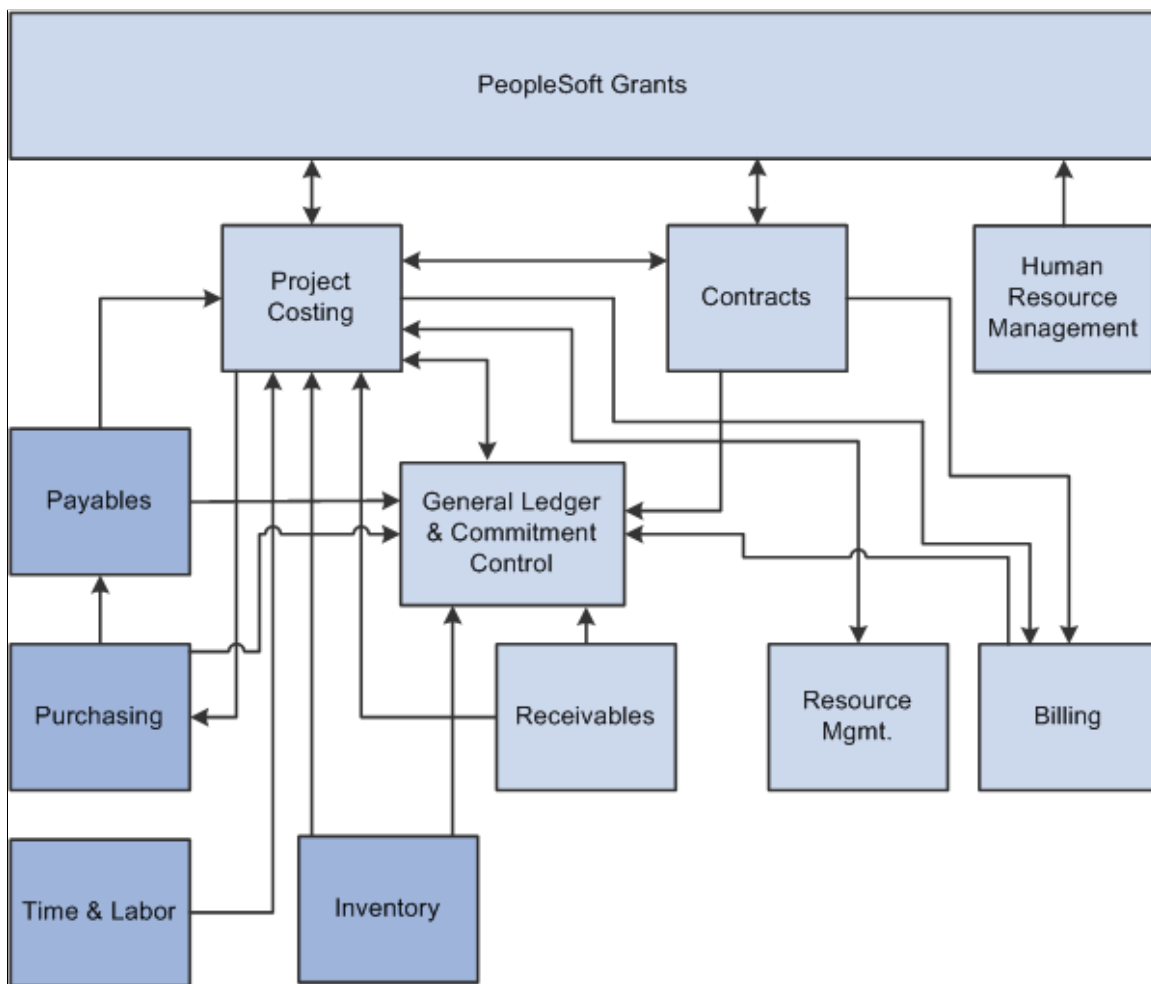 PeopleSoft Grants
Project
Costing
Contracts
Human
Resource
Management
Payables
General Ledger
& Commitment
Control
Purchasing
Receivables
Resource
Mgmt.
Billing
Time & Labor
Inventory